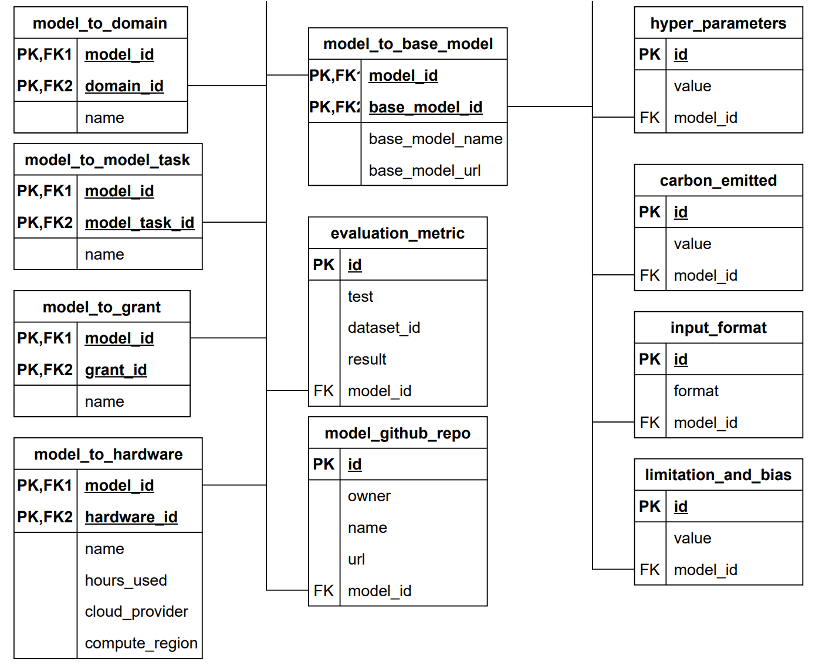 model_to_domain
PK,FK1 model_id
PK,FK2 domain_id
name
model_to_model_task
PK,FK1 model_id
PK,FK2 model_task_id
name
model_to_grant
PK,FK1 model_id
PK,FK2 grant_id
name
model_to_hardware
PK,FK1 model_id
PK,FK2 hardware_id
name
hours_used
cloud_provider
compute_region
model_to_base_model
PK,FK1 model_id
PK,FK2 base_model_id
base_model_name
base_model_url
evaluation_metric
PK id
test
dataset_id
result
FK model_id
model_github_repo
PK id
owner
name
url
FK model_id
hyper_parameters
PK id
value
FK model_id
carbon_emitted
PK id
value
FK model_id
input_format
PK id
format
FK model_id
limitation_and_bias
PK id
value
FK model_id